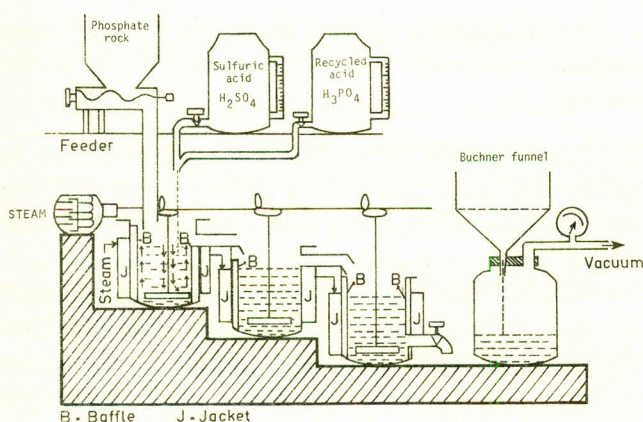 Phosphate
rock
Sulfuric
acid
H₂SO₄
Recycled
acid
H₃PO₄
Feeder
Buchner funnel
STEAM
Vacuum
Steam
B
B
B
B
B
J
J
J
J
J
J
B - Baffle J - Jacket